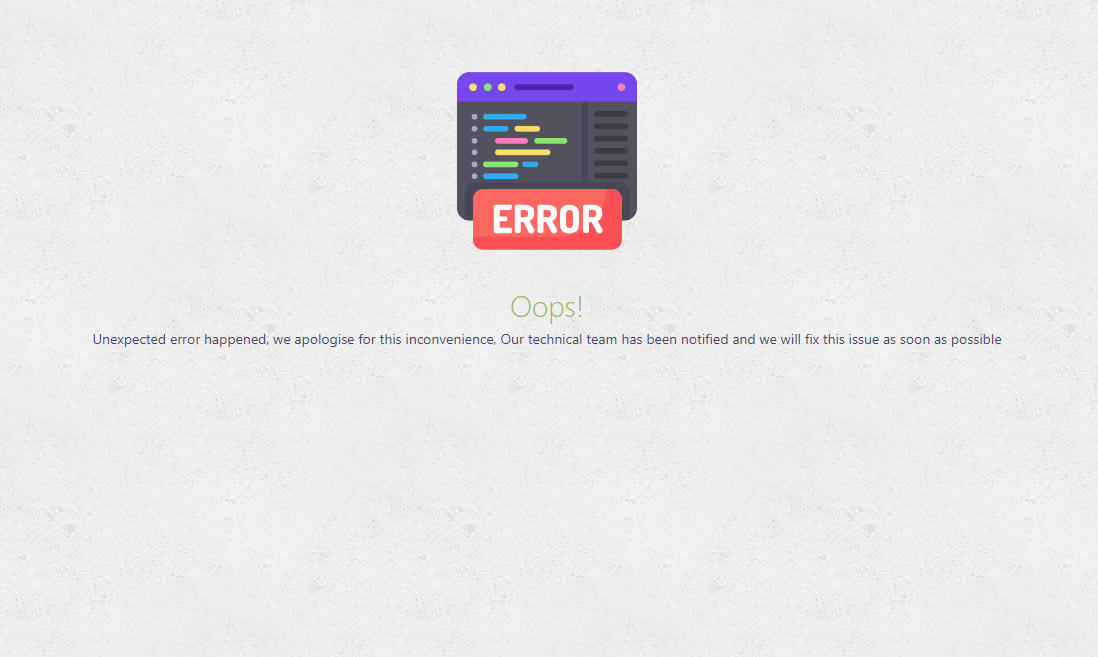 ERROR
Oops!
Unexpected error happened, we apologise for this inconvenience, Our technical team has been notified and we will fix this issue as soon as possible